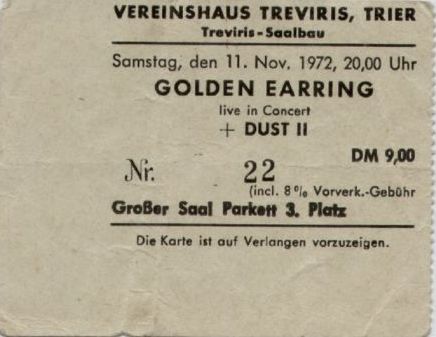 VEREINSHAUS TREVIRIS, TRIER
Treviris-Saalbau
Samstag, den 11. Nov. 1972, 20,00 Uhr
GOLDEN EARRING
live in Concert
+ DUST II
DM 9,00
Nr. 22
(incl. 8% Vorverk.-Gebühr
Großer Saal Parkett 3. Platz
Die Karte ist auf Verlangen vorzuzeigen.